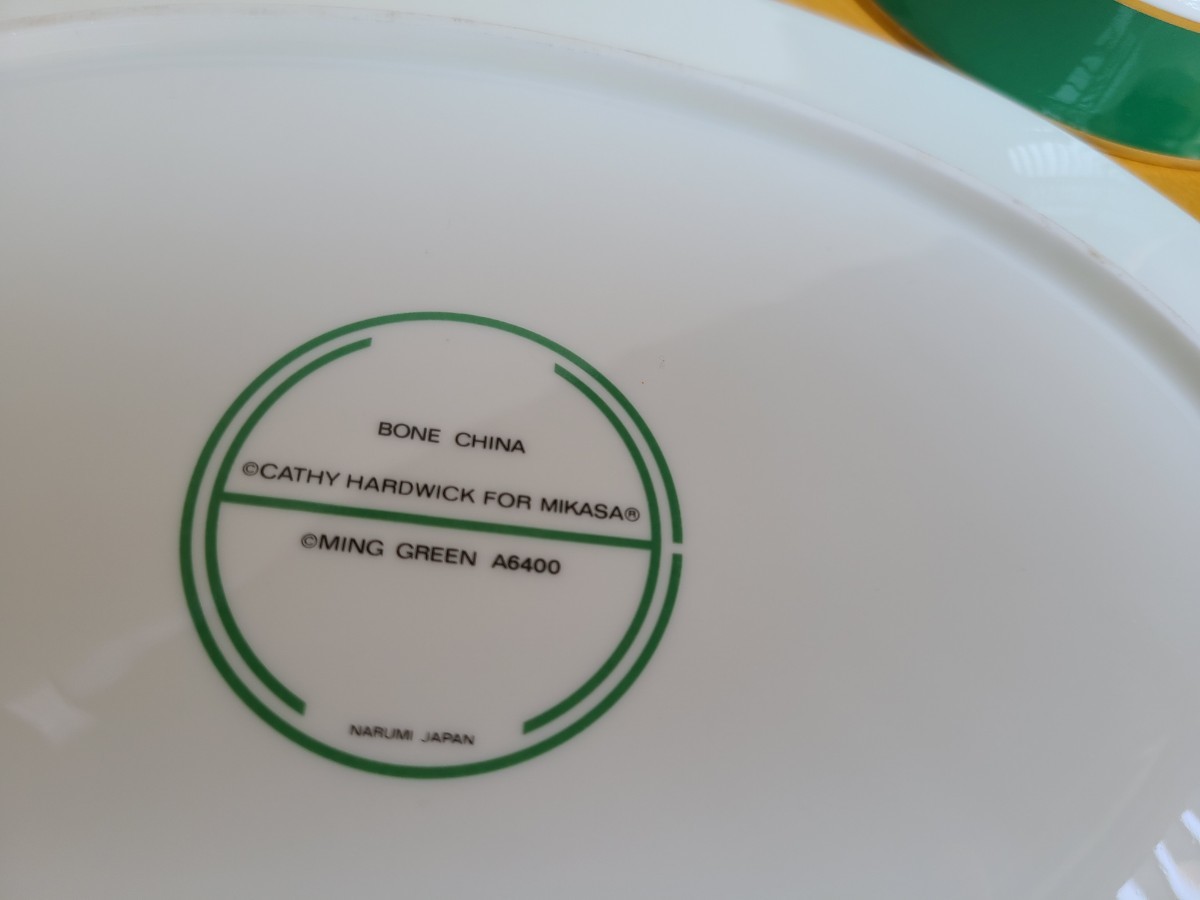 BONE CHINA
©CATHY HARDWICK FOR MIKASA®
©MING GREEN A6400
NARUMI JAPAN